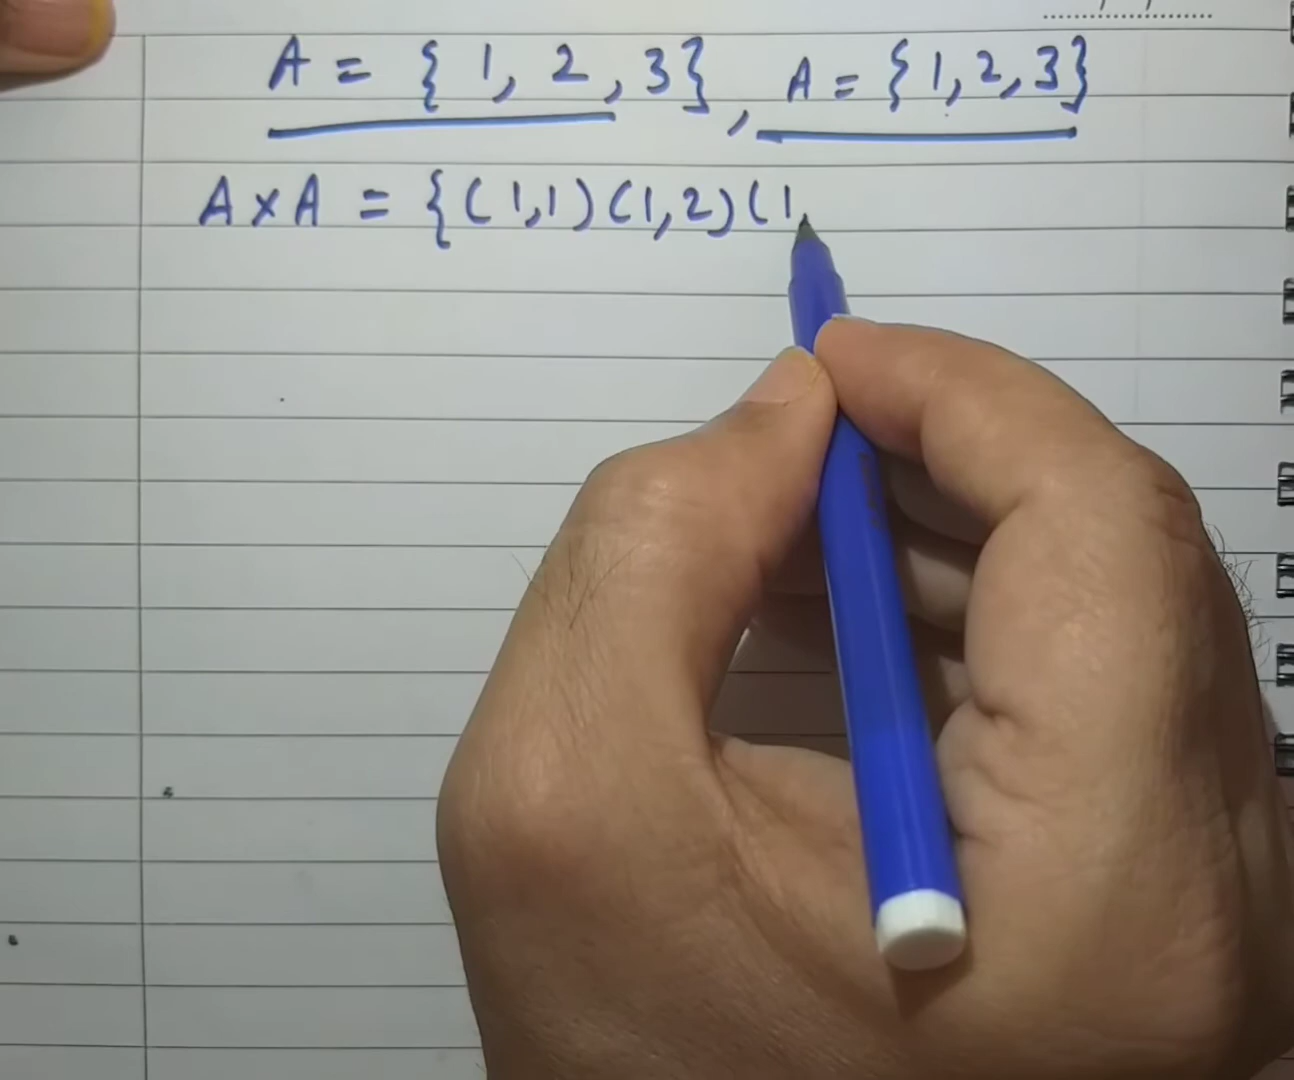 A = { 1, 2, 3} , A = {1,2,3}
A x A = {(1,1)(1,2)(1,